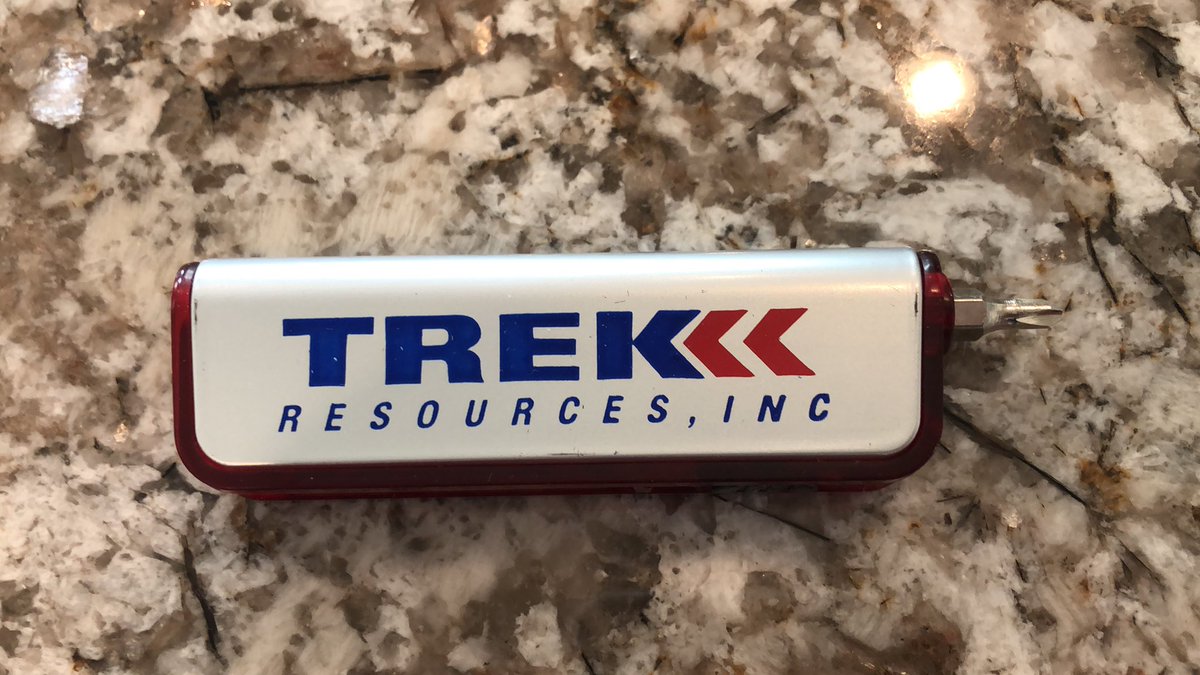 TREK
RESOURCES, INC